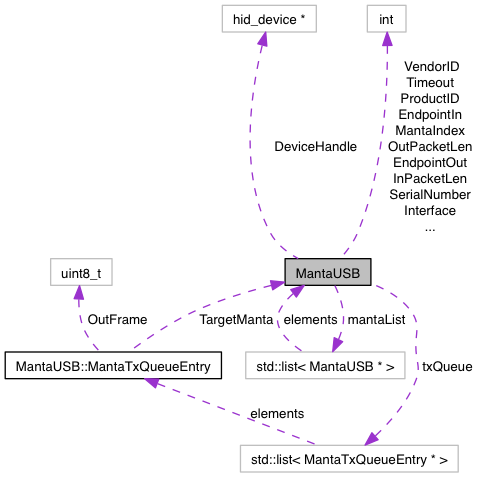 hid_device *
int
VendorID
Timeout
ProductID
EndpointIn
MantaIndex
DeviceHandle
OutPacketLen
EndpointOut
InPacketLen
SerialNumber
Interface
...
uint8_t
MantaUSB
OutFrame
TargetManta
elements
mantaList
MantaUSB::MantaTxQueueEntry
std::list< MantaUSB * >
txQueue
elements
std::list< MantaTxQueueEntry * >